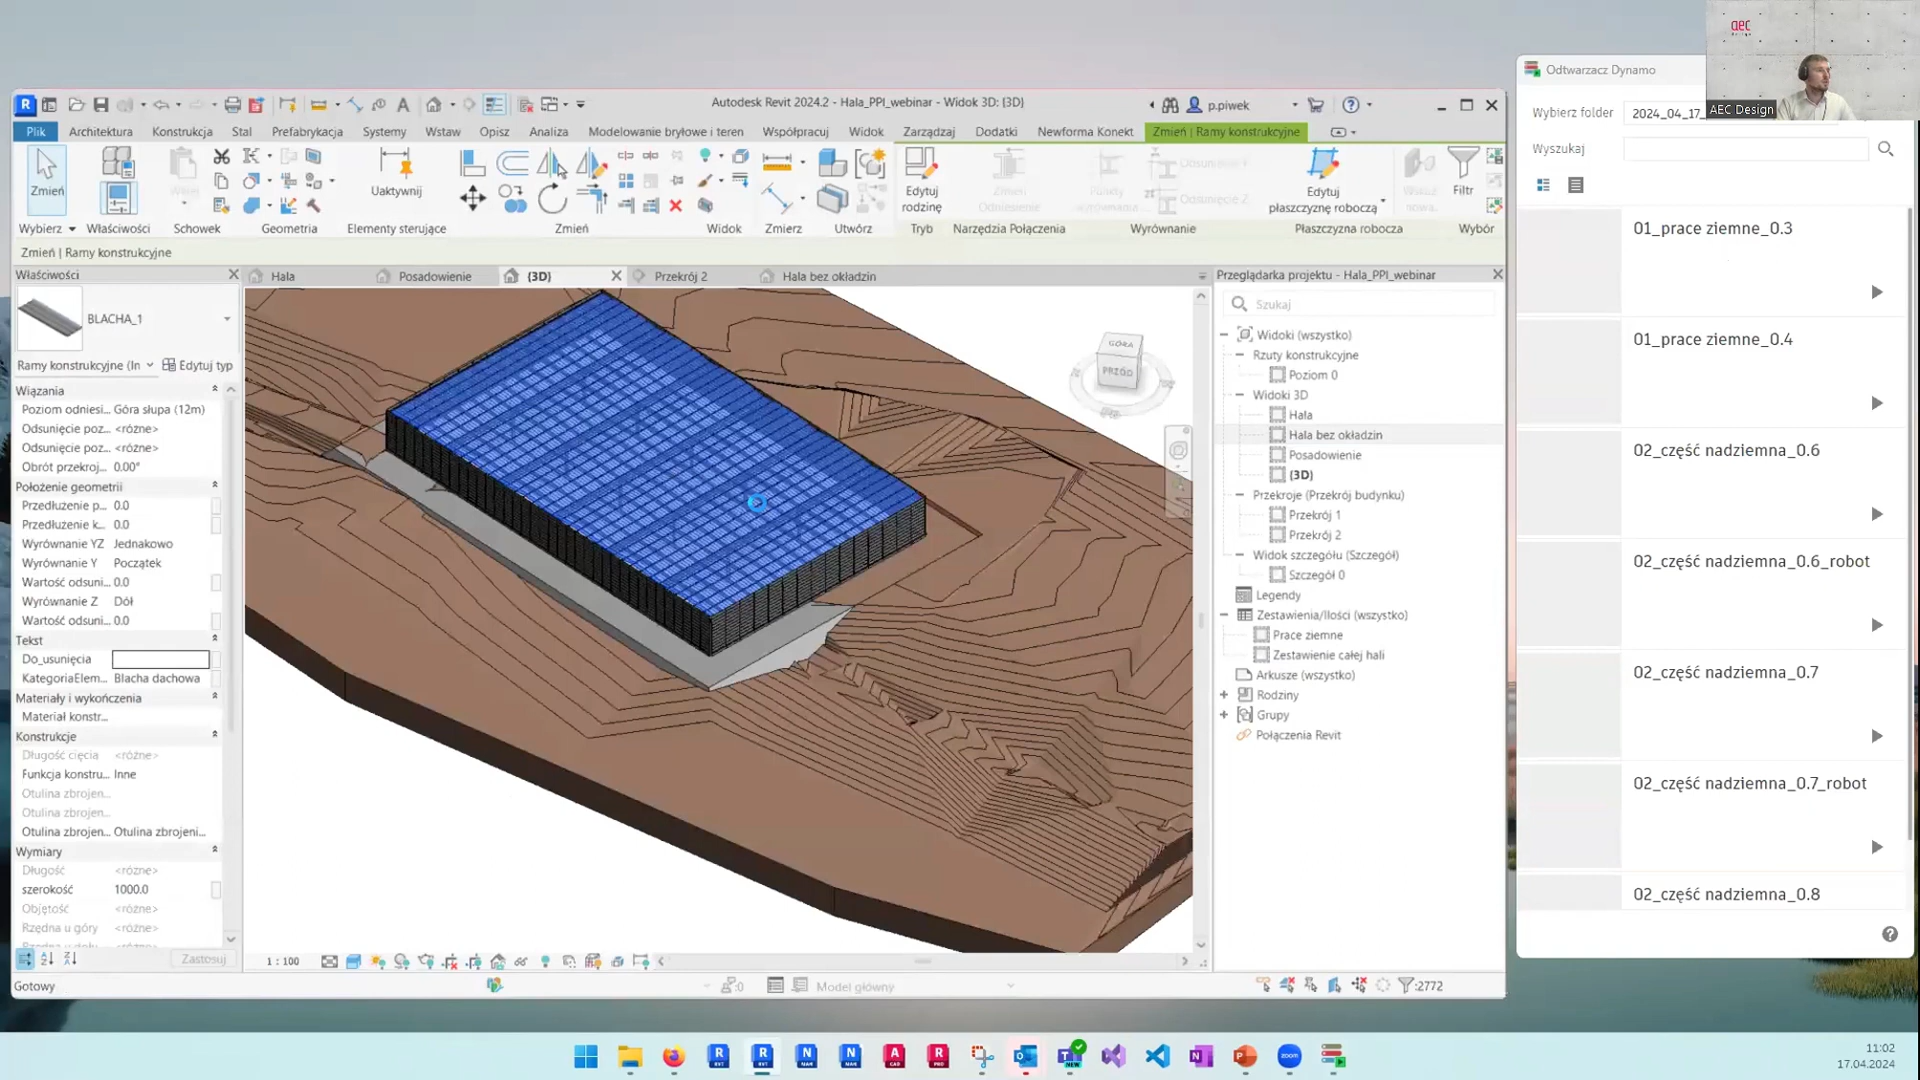 aec
AEC Design
Autodesk Revit 2024.2 - Hala_PPI_webinar - Widok 3D: {3D}
p.piwek
Plik
Architektura
Konstrukcja
Stal
Prefabrykacja
Systemy
Wstaw
Opisz
Analiza
Modelowanie bryłowe i teren
Współpracuj
Widok
Zarządzaj
Dodatki
Newforma Konekt
Zmień | Ramy konstrukcyjne
Zmień
Uaktywnij
Edytuj rodzinę
Edytuj płaszczyznę roboczą
Filtr
Wybierz
Właściwości
Schowek
Geometria
Elementy sterujące
Zmień
Widok
Zmierz
Utwórz
Tryb
Narzędzia Połączenia
Wyrównanie
Płaszczyzna robocza
Wybór
Zmień | Ramy konstrukcyjne
Właściwości
Hala
Posadowienie
{3D}
Przekrój 2
Hala bez okładzin
BLACHA_1
Ramy konstrukcyjne (In
Edytuj typ
Wiązania
Poziom odniesi... Góra słupa (12m)
Odsunięcie poz... <różne>
Odsunięcie poz... <różne>
Obrót przekroj... 0.00°
Położenie geometrii
Przedłużenie p... 0.0
Przedłużenie k... 0.0
Wyrównanie YZ Jednakowo
Wyrównanie Y Początek
Wartość odsuni... 0.0
Wyrównanie Z Dół
Wartość odsuni... 0.0
Tekst
Do_usunięcia
KategoriaElem... Blacha dachowa
Materiały i wykończenia
Materiał konstr...
Konstrukcje
Długość cięcia <różne>
Funkcja konstru... Inne
Otulina zbrojen...
Otulina zbrojen...
Otulina zbrojen... Otulina zbrojeni...
Wymiary
Długość <różne>
szerokość 1000.0
Objętość <różne>
Rzędna u góry <różne>
Zastosuj
GÓRA
PRZÓD
1 : 100
Gotowy
:0
Model główny
:2772
Przeglądarka projektu - Hala_PPI_webinar
Szukaj
Widoki (wszystko)
Rzuty konstrukcyjne
Poziom 0
Widoki 3D
Hala
Hala bez okładzin
Posadowienie
{3D}
Przekroje (Przekrój budynku)
Przekrój 1
Przekrój 2
Widok szczegółu (Szczegół)
Szczegół 0
Legendy
Zestawienia/Ilości (wszystko)
Prace ziemne
Zestawienie całej hali
Arkusze (wszystko)
Rodziny
Grupy
Połączenia Revit
Odtwarzacz Dynamo
Wybierz folder 2024_04_17_
Wyszukaj
01_prace ziemne_0.3
01_prace ziemne_0.4
02_część nadziemna_0.6
02_część nadziemna_0.6_robot
02_część nadziemna_0.7
02_część nadziemna_0.7_robot
02_część nadziemna_0.8
11:02
17.04.2024